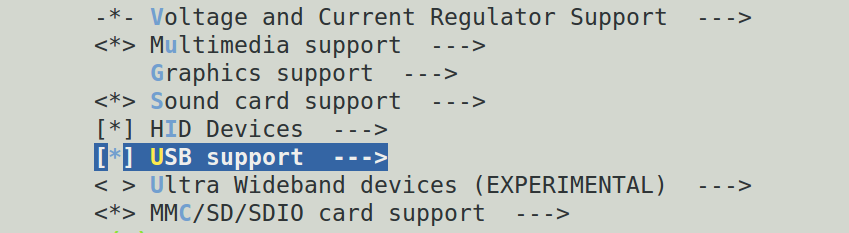 -*- Voltage and Current Regulator Support  --->
<*> Multimedia support  --->
    Graphics support  --->
<*> Sound card support  --->
[*] HID Devices  --->
[*] USB support  --->
< > Ultra Wideband devices (EXPERIMENTAL)  --->
<*> MMC/SD/SDIO card support  --->